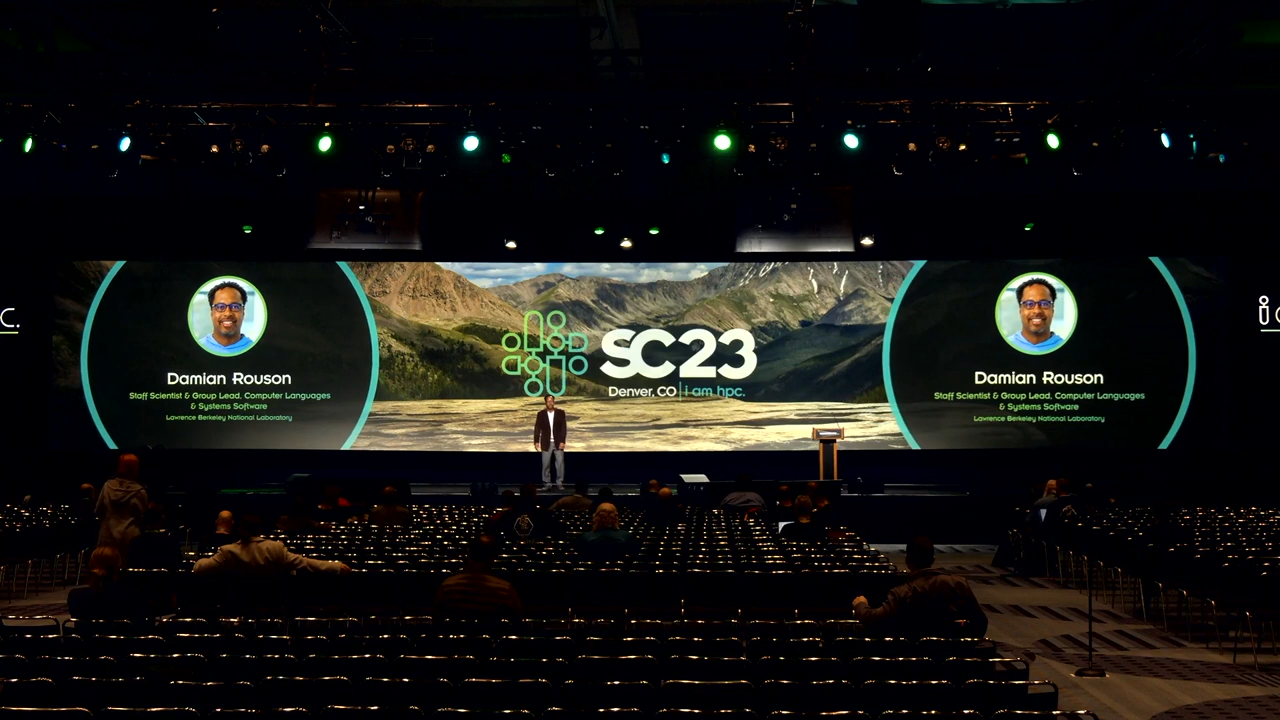 c.
Damian Rouson
Staff Scientist & Group Lead, Computer Languages
& Systems Software
Lawrence Berkeley National Laboratory
SC23
Denver, CO | i am hpc.
Damian Rouson
Staff Scientist & Group Lead, Computer Languages
& Systems Software
Lawrence Berkeley National Laboratory
i